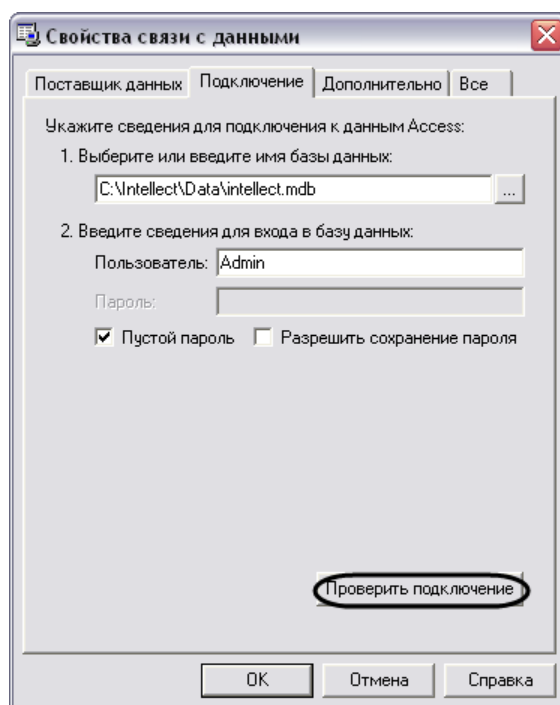 Свойства связи с данными
Поставщик данных Подключение Дополнительно Все
Укажите сведения для подключения к данным Access:
1. Выберите или введите имя базы данных:
C:\Intellect\Data\intellect.mdb ...
2. Введите сведения для входа в базу данных:
Пользователь: Admin
Пароль:
Пустой пароль Разрешить сохранение пароля
Проверить подключение
OK Отмена Справка